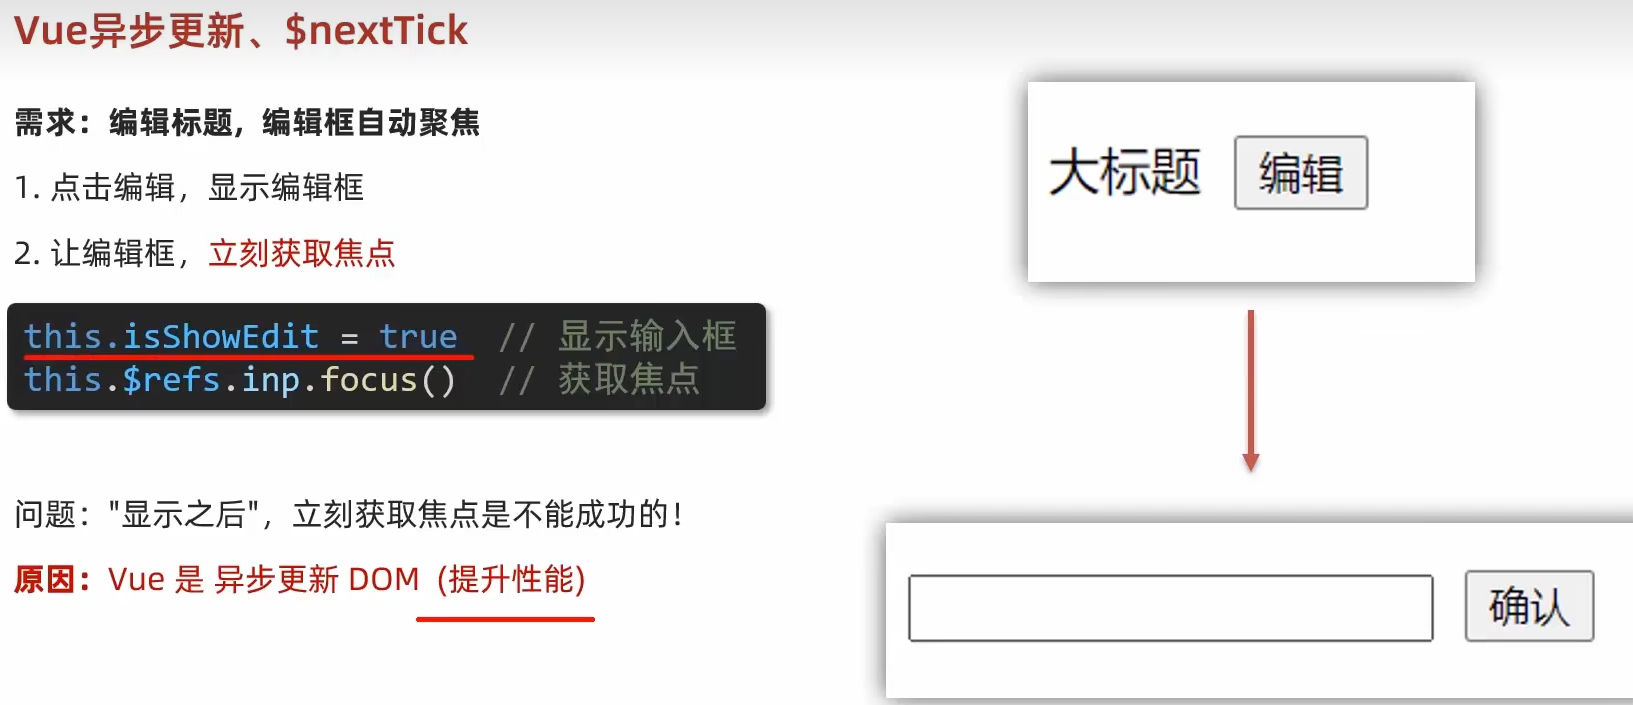 Vue异步更新、$nextTick
需求：编辑标题，编辑框自动聚焦
1. 点击编辑，显示编辑框
2. 让编辑框，立刻获取焦点
this.isShowEdit = true // 显示输入框
this.$refs.inp.focus() // 获取焦点
问题："显示之后"，立刻获取焦点是不能成功的！
原因：Vue 是 异步更新 DOM (提升性能)
大标题 编辑
确认